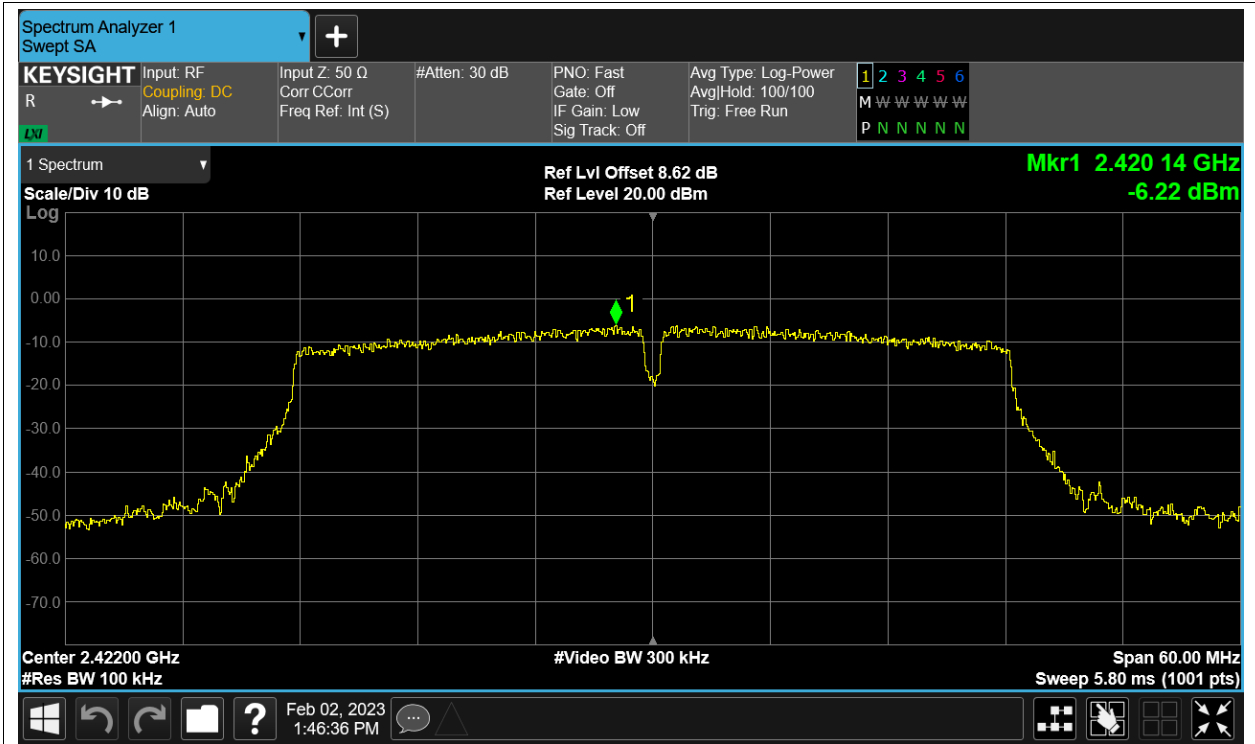 Spectrum Analyzer 1
Swept SA
KEYSIGHT
R
LXI
Input: RF
Coupling: DC
Align: Auto
Input Z: 50 Ω
Corr CCorr
Freq Ref: Int (S)
#Atten: 30 dB
PNO: Fast
Gate: Off
IF Gain: Low
Sig Track: Off
Avg Type: Log-Power
Avg|Hold: 100/100
Trig: Free Run
1 2 3 4 5 6
M W W W W W
P N N N N N
1 Spectrum
Scale/Div 10 dB
Log
Ref Lvl Offset 8.62 dB
Ref Level 20.00 dBm
Mkr1 2.420 14 GHz
-6.22 dBm
10.0
0.00
1
-10.0
-20.0
-30.0
-40.0
-50.0
-60.0
-70.0
Center 2.42200 GHz
#Res BW 100 kHz
#Video BW 300 kHz
Span 60.00 MHz
Sweep 5.80 ms (1001 pts)
?
Feb 02, 2023
1:46:36 PM